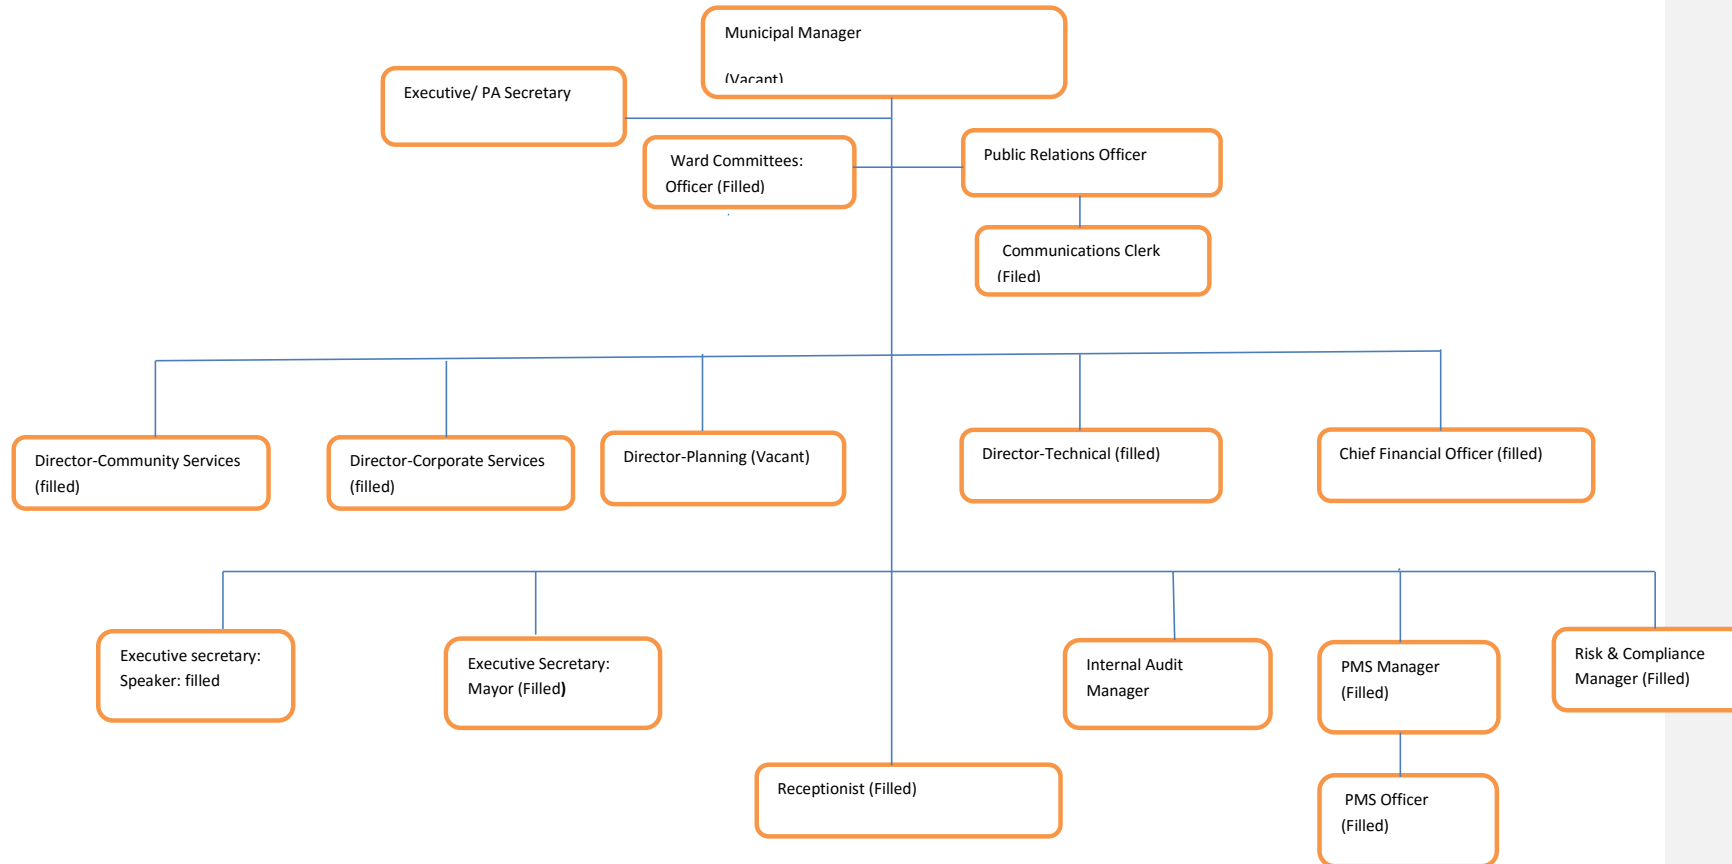 Municipal Manager
(Vacant)
Executive/ PA Secretary
Ward Committees:
Officer (Filled)
Public Relations Officer
Communications Clerk
(Filed)
Director-Community Services
(filled)
Director-Corporate Services
(filled)
Director-Planning (Vacant)
Director-Technical (filled)
Chief Financial Officer (filled)
Executive secretary:
Speaker: filled
Executive Secretary:
Mayor (Filled)
Internal Audit
Manager
PMS Manager
(Filled)
Risk & Compliance
Manager (Filled)
Receptionist (Filled)
PMS Officer
(Filled)